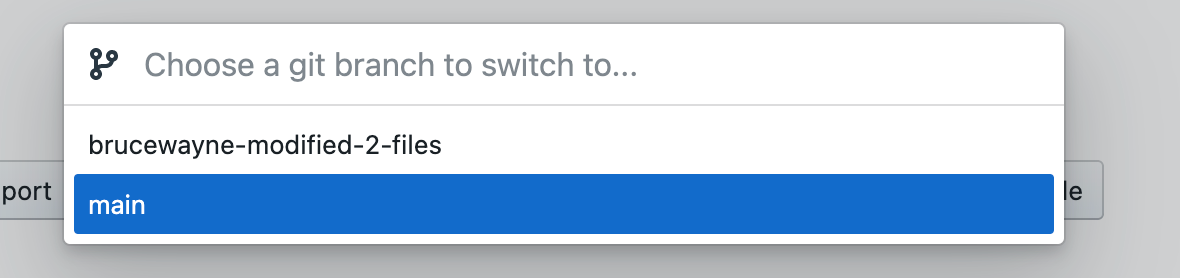 Choose a git branch to switch to...
brucewayne-modified-2-files
main
port
le